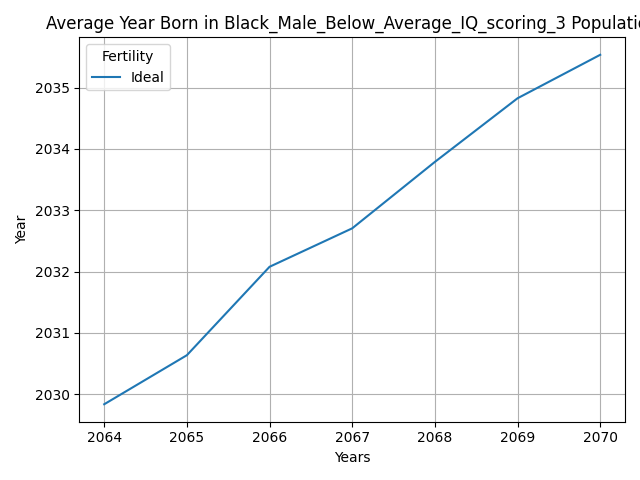 Average Year Born in Black_Male_Below_Average_IQ_scoring_3 Populatio
Fertility
Ideal
2035
2034
2033
2032
2031
2030
Year
2064 2065 2066 2067 2068 2069 2070
Years